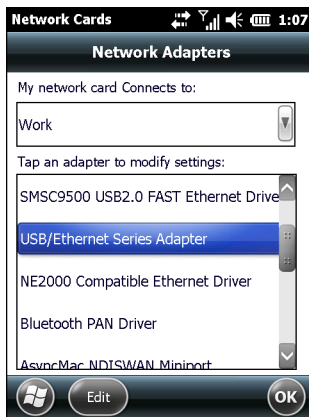 Network Cards 1:07
Network Adapters
My network card Connects to:
Work
Tap an adapter to modify settings:
SMSC9500 USB2.0 FAST Ethernet Drive
USB/Ethernet Series Adapter
NE2000 Compatible Ethernet Driver
Bluetooth PAN Driver
AsyncMac NDISWAN Miniport
Edit OK